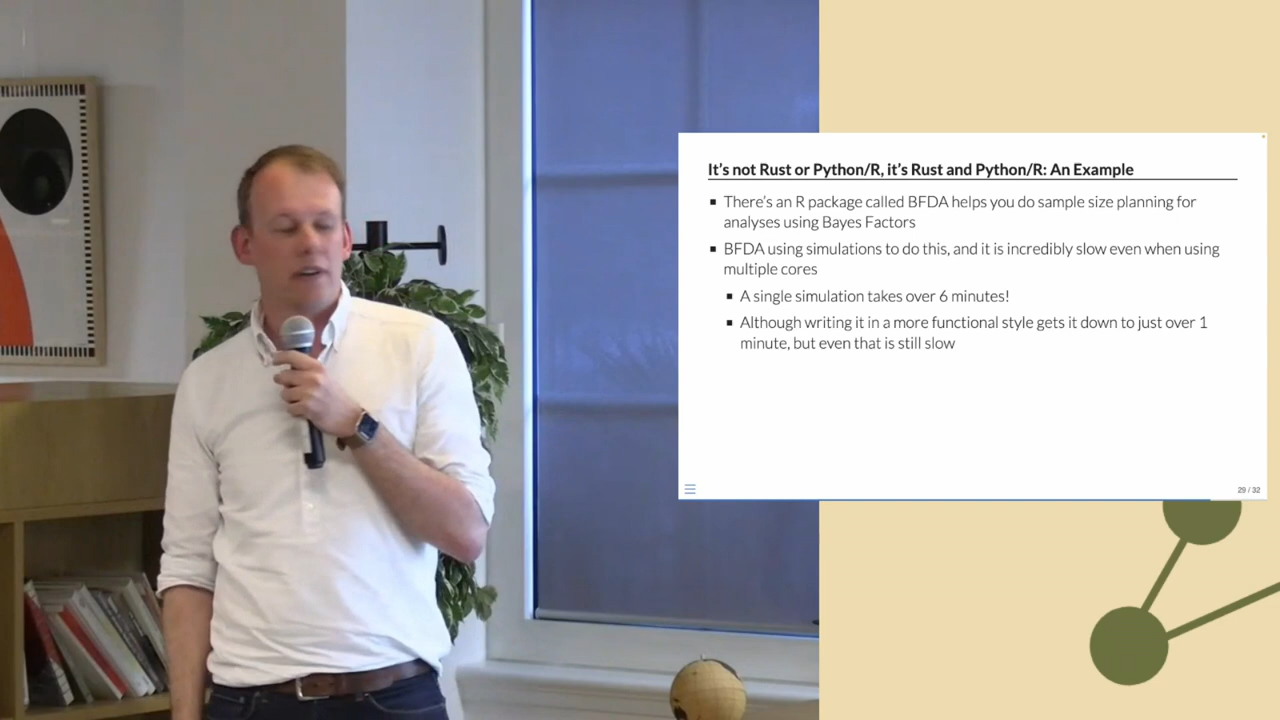 It's not Rust or Python/R, it's Rust and Python/R: An Example
There's an R package called BFDA helps you do sample size planning for
analyses using Bayes Factors
BFDA using simulations to do this, and it is incredibly slow even when using
multiple cores
A single simulation takes over 6 minutes!
Although writing it in a more functional style gets it down to just over 1
minute, but even that is still slow
29 / 32